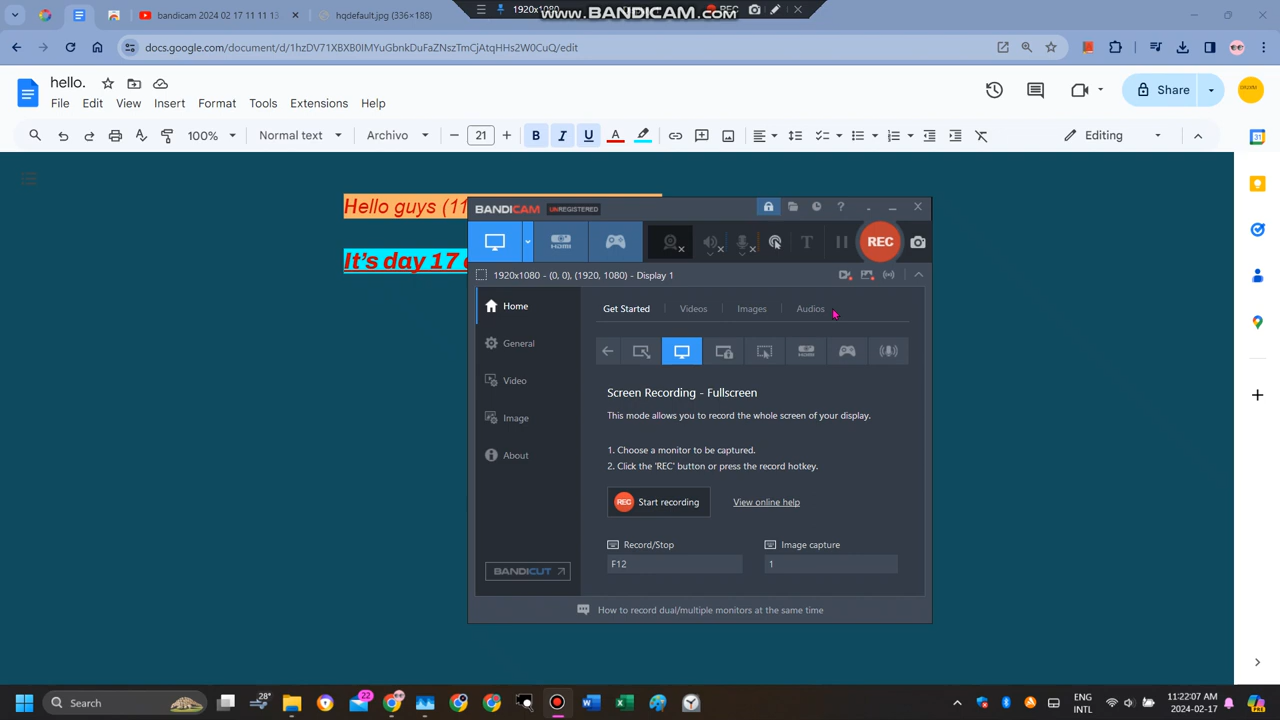 bandicam 2024 02 17 11 11 13
hqdefault.jpg (336×188)
1920x1080
www.BANDICAM.com
REC
docs.google.com/document/d/1hzDV71XBXB0IMYuGbnkDuFaZNszTmCjAtqHHs2W0CuQ/edit
hello.
File Edit View Insert Format Tools Extensions Help
Share
100% Normal text Archivo 21 B I U A Editing
Hello guys (11
It's day 17
BANDICAM UNREGISTERED
HDMI T REC
1920x1080 - (0, 0), (1920, 1080) - Display 1
Home
General
Video
Image
About
BANDICUT
Get Started Videos Images Audios
HDMI
Screen Recording - Fullscreen
This mode allows you to record the whole screen of your display.
1. Choose a monitor to be captured.
2. Click the 'REC' button or press the record hotkey.
REC Start recording View online help
Record/Stop Image capture
F12 1
How to record dual/multiple monitors at the same time
Search
28°
22
ENG
INTL
11:22:07 AM
2024-02-17